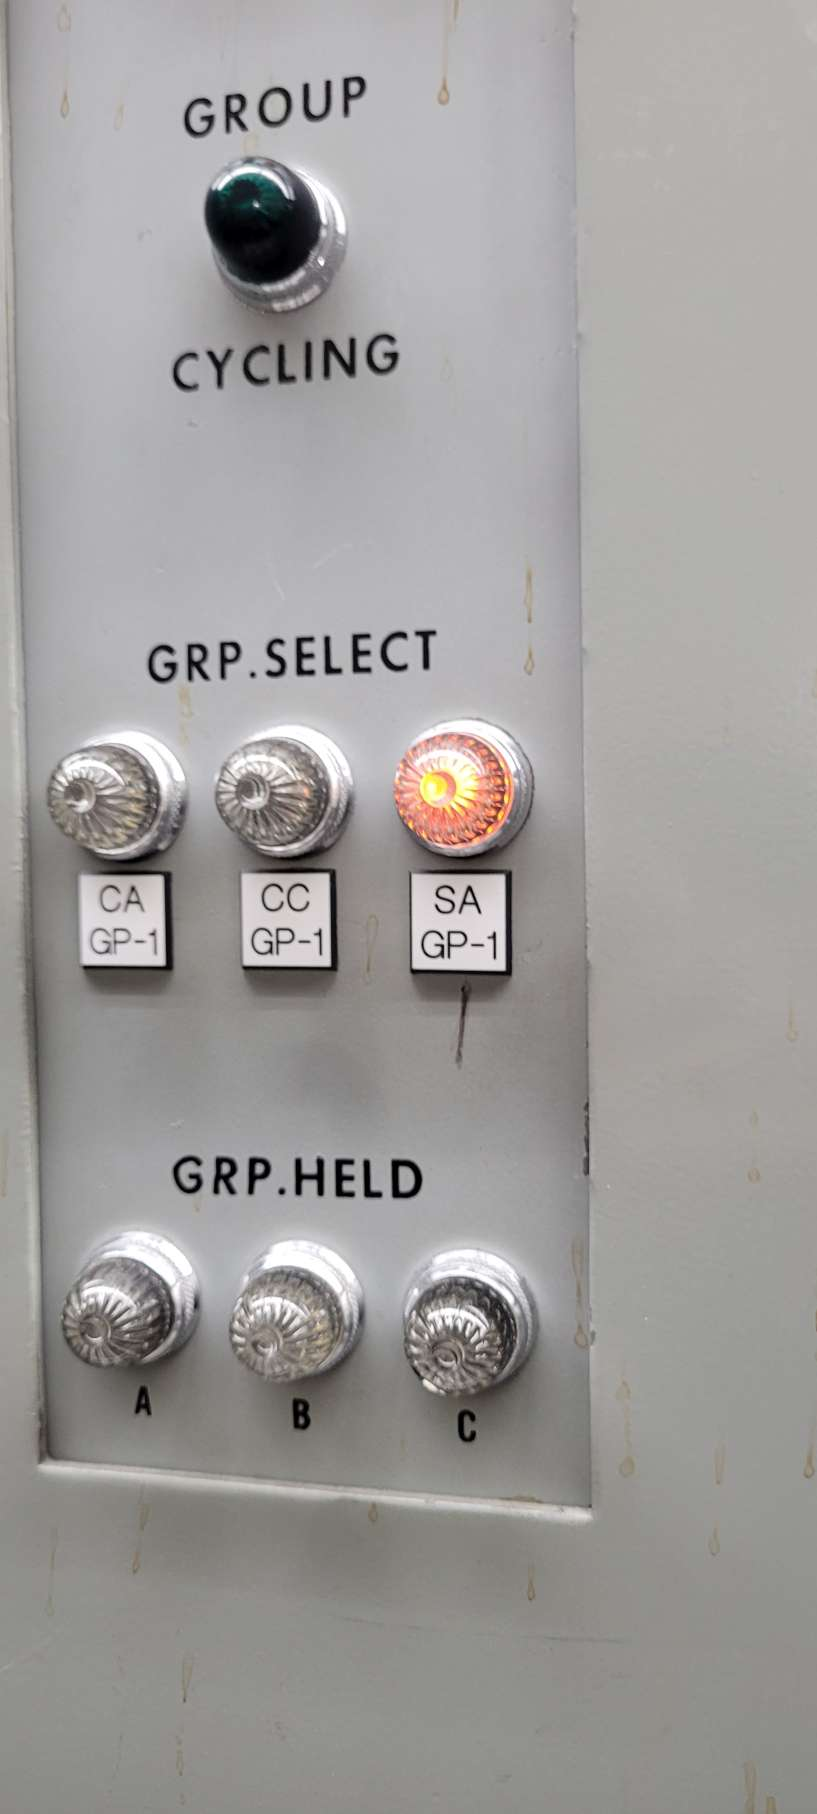 GROUP
CYCLING
GRP.SELECT
CA
GP-1
CC
GP-1
SA
GP-1
GRP.HELD
A
B
C